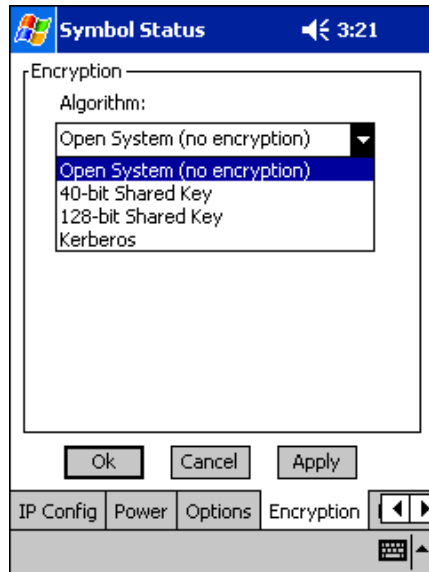 Symbol Status 3:21
Encryption
Algorithm:
Open System (no encryption)
Open System (no encryption)
40-bit Shared Key
128-bit Shared Key
Kerberos
Ok Cancel Apply
IP Config Power Options Encryption